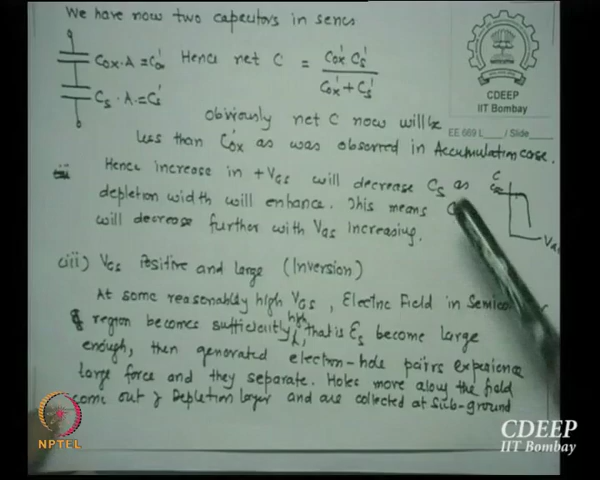 We have now two capacitors in series
Cox.A = C'ox Hence net C = C'ox C's / C'ox + C's
Cs.A = C's
CDEEP
IIT Bombay
EE 669 L / Slide
Obviously net C now will be
less than C'ox as was observed in Accumulation case.
Hence increase in +VGS will decrease Cs as
depletion width will enhance. This means C
will decrease further with VGS increasing.
C
(iii) VGS Positive and large (Inversion)
At some reasonably high VGS, Electric Field in Semico
region becomes sufficiently high, that is Es become large
enough, then generated electron-hole pairs experience
large force and they separate. Holes move along the field
come out of Depletion layer and are collected at Sub-ground
NPTEL
CDEEP
IIT Bombay